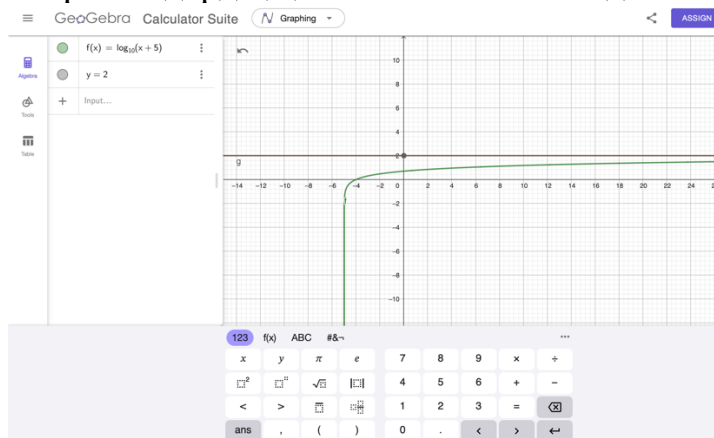 GeoGebra Calculator Suite Graphing ASSIGN
f(x) = log₁₀(x + 5)
y = 2
Input...
Algebra
Tools
Table
g
10
8
6
4
2
-14 -12 -10 -8 -6 -4 -2 0 2 4 6 8 10 12 14 16 18 20 22 24
-2
-4
-6
-8
-10
123 f(x) ABC #&¬ ...
x y π e 7 8 9 × ÷
4 5 6 + −
< > 1 2 3 =
ans , ( ) 0 . < >